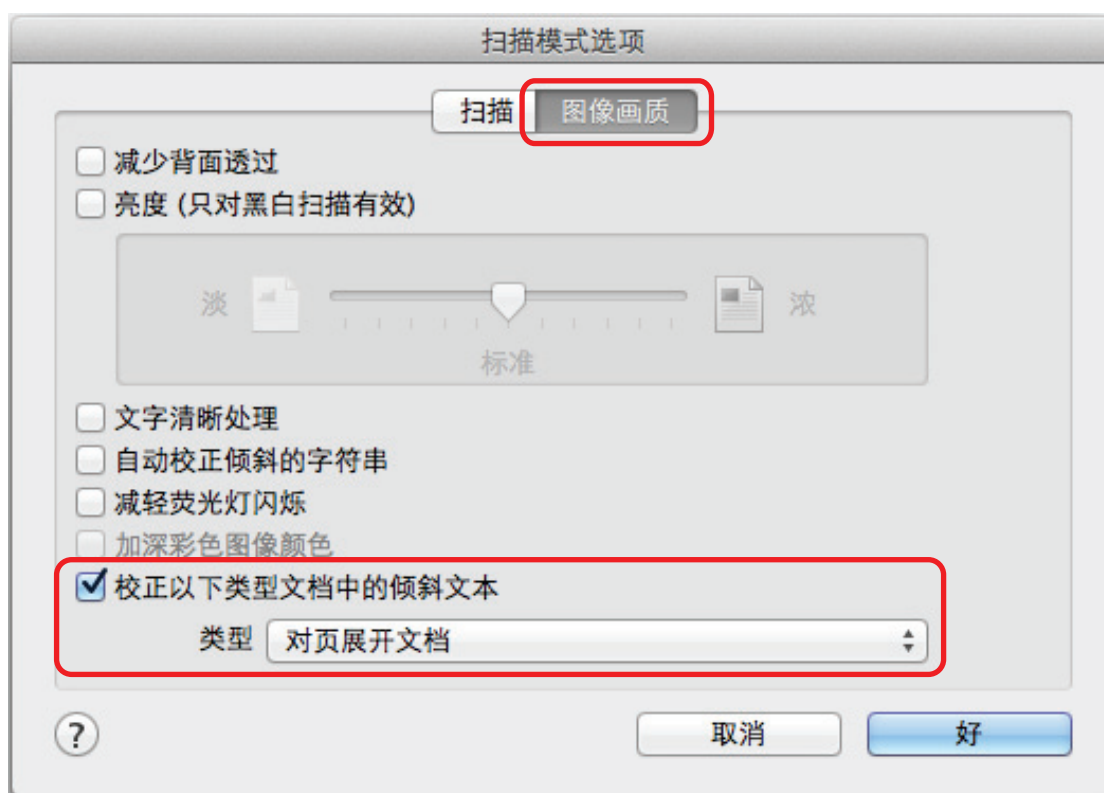 扫描模式选项
扫描 图像画质
减少背面透过
亮度 (只对黑白扫描有效)
淡 浓
标准
文字清晰处理
自动校正倾斜的字符串
减轻荧光灯闪烁
加深彩色图像颜色
校正以下类型文档中的倾斜文本
类型 对页展开文档
? 取消 好